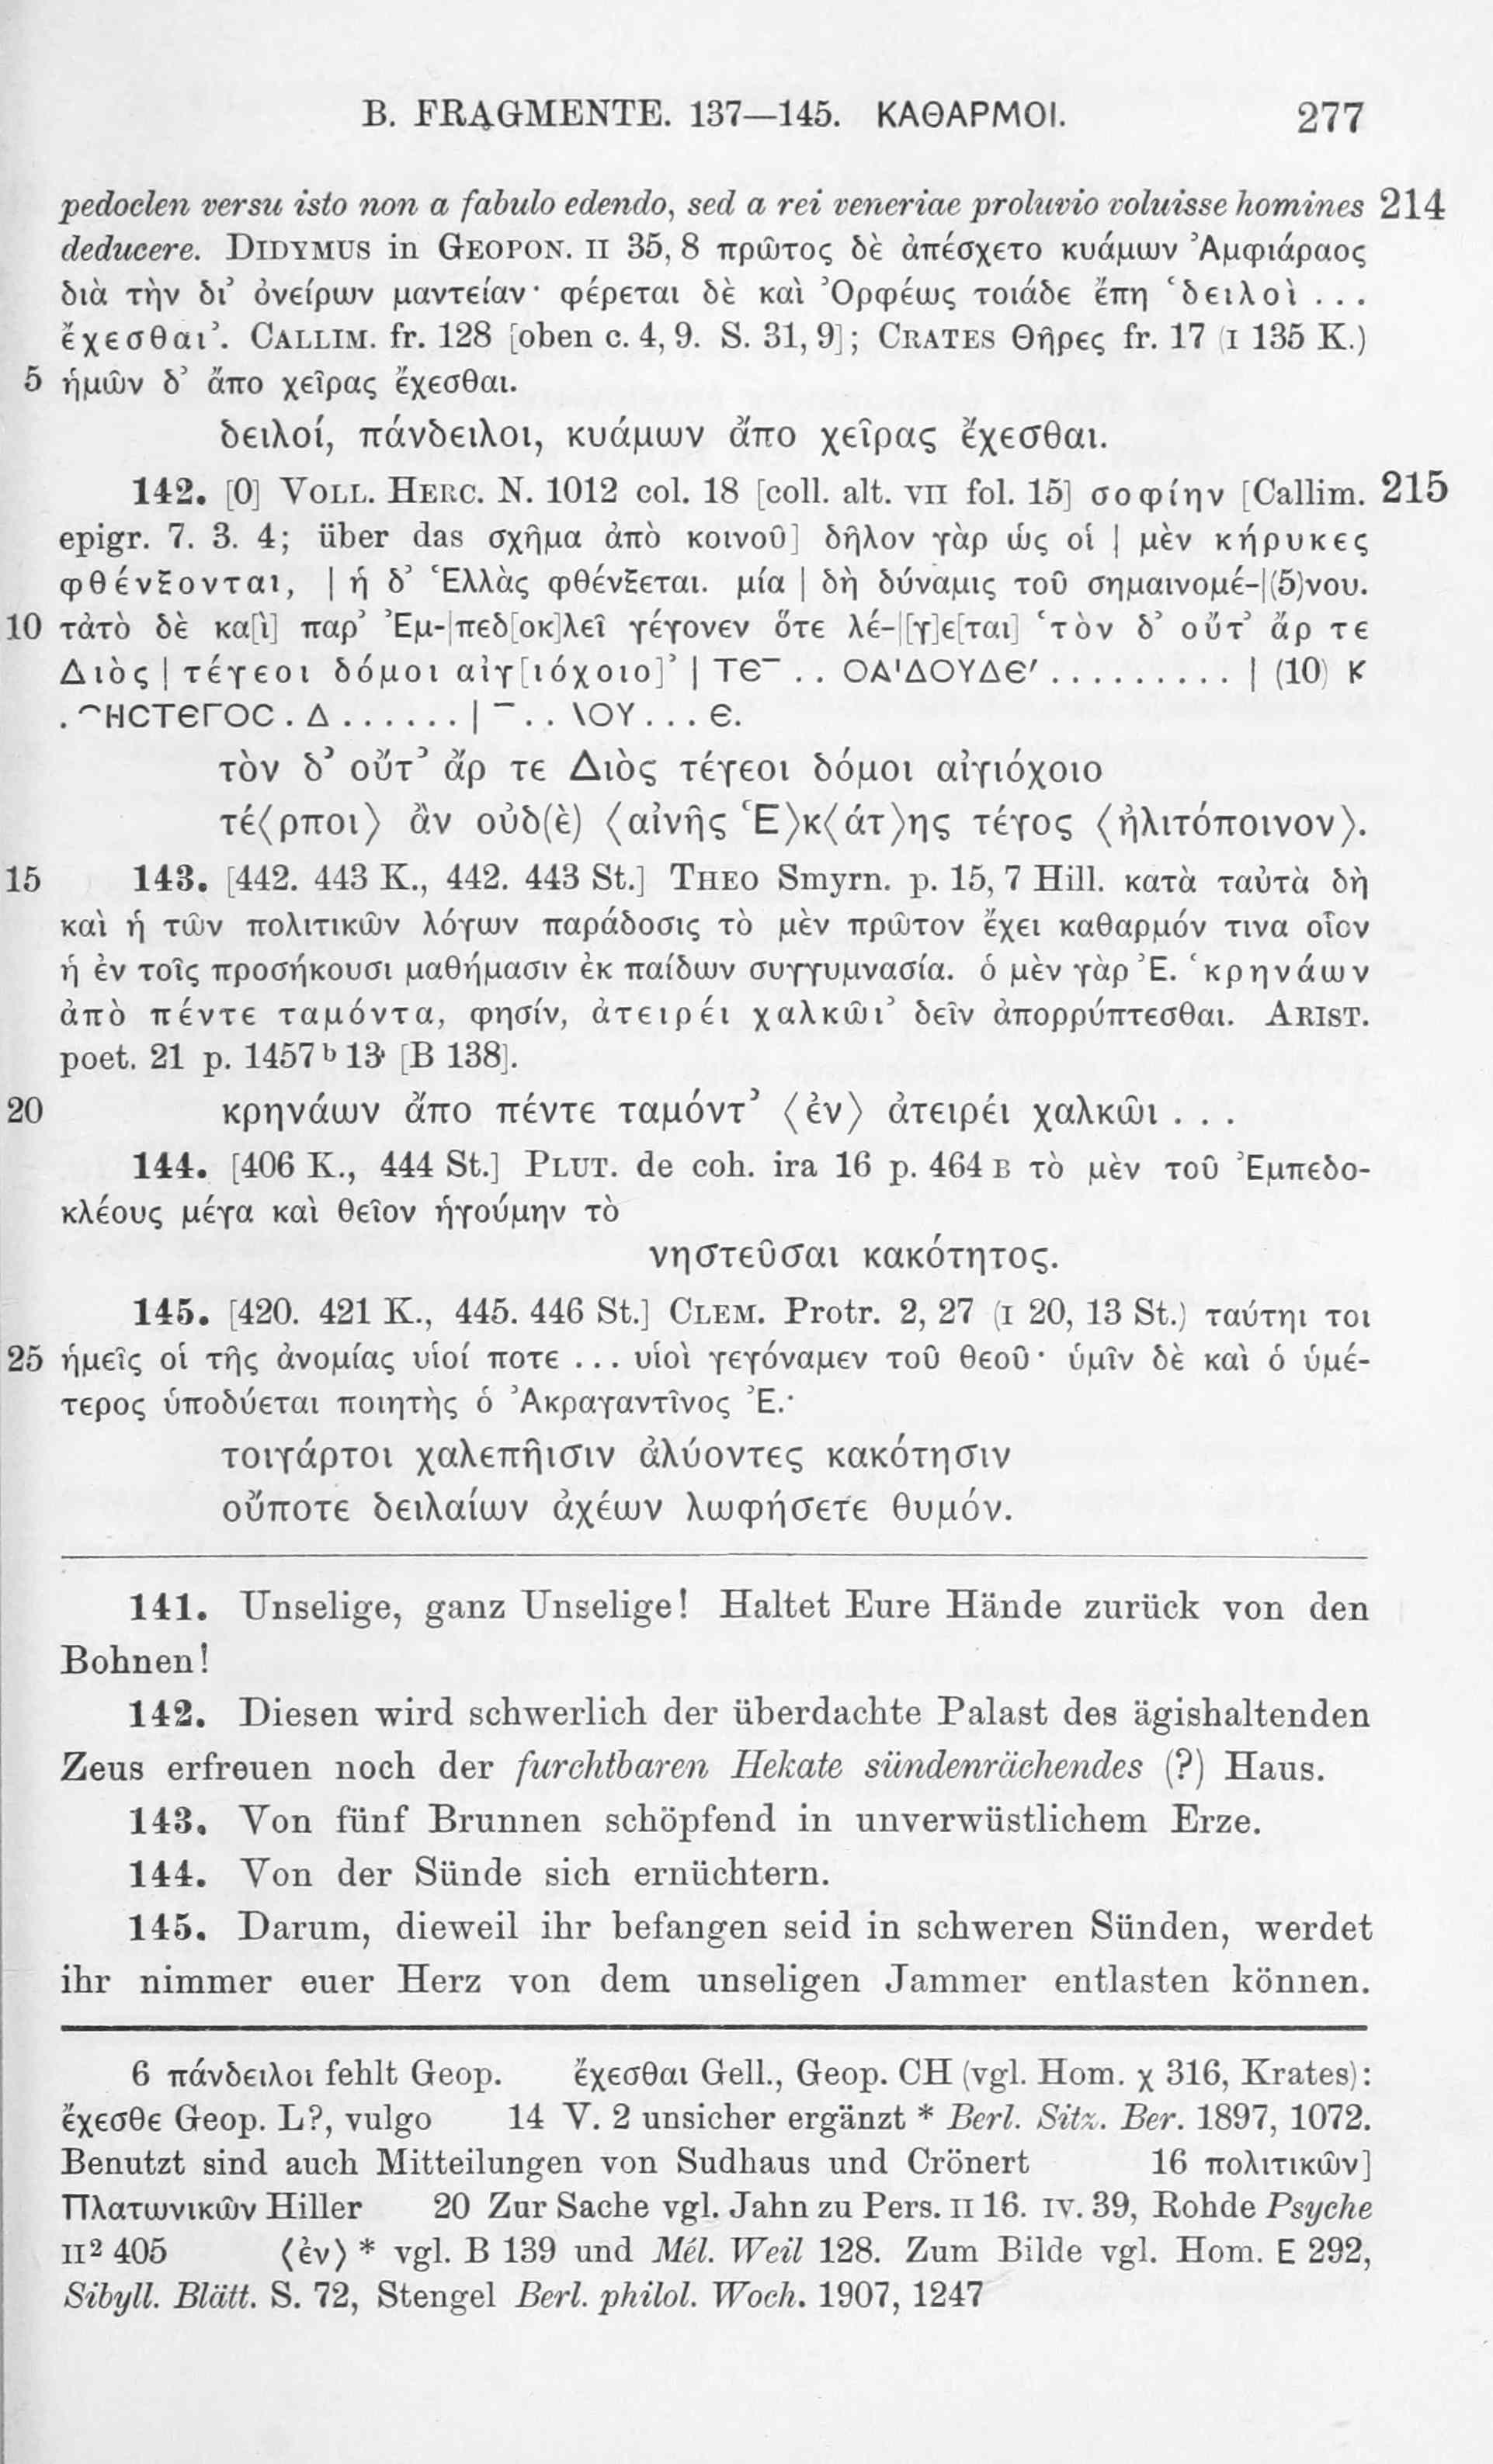 B. FRAGMENTE. 137—145. ΚΑΘΑΡΜΟΙ. 277
pedoclen versu isto non a fabulo edendo, sed a rei veneriae proluvio voluisse homines 214
deducere. DIDYMUS in GEOPON. II 35, 8 πρῶτος δὲ ἀπέσχετο κυάμων Ἀμφιάραος
διὰ τὴν δι’ ὀνείρων μαντείαν· φέρεται δὲ καὶ Ὀρφέως τοιάδε ἔπη ‘δειλοὶ ...
ἔχεσθαι’. CALLIM. fr. 128 [oben c. 4, 9. S. 31, 9]; CRATES Θῆρες fr. 17 (I 135 K.)
5 ἡμῶν δ’ ἄπο χεῖρας ἔχεσθαι.
δειλοί, πάνδειλοι, κυάμων ἄπο χεῖρας ἔχεσθαι.
142. [0] VOLL. HERC. N. 1012 col. 18 [coll. alt. VII fol. 15] σοφίην [Callim. 215
epigr. 7. 3. 4; über das σχῆμα ἀπὸ κοινοῦ] δῆλον γὰρ ὡς οἱ | μὲν κήρυκες
φθένξονται, | ἡ δ’ Ἑλλὰς φθένξεται. μία | δὴ δύναμις τοῦ σημαινομέ-|(5)νου.
10 τἀτὸ δὲ κα[ὶ] παρ’ Ἐμ-|πεδ[οκ]λεῖ γέγονεν ὅτε λέ-|[γ]ε[ται] ‘τὸν δ’ οὔτ’ ἄρ τε
Διὸς | τέγεοι δόμοι αἰγ[ιόχοιο]’ | ΤЄ‾ . . ΟΑ'ΔΟΥΔЄ' . . . . . . . . . | (10) Κ
. ⁀ΗCΤЄΓΟC . Δ . . . . . . | ‾ . . \ΟΥ . . . Є.
τὸν δ’ οὔτ’ ἄρ τε Διὸς τέγεοι δόμοι αἰγιόχοιο
τέ⟨ρποι⟩ ἂν οὐδ(ὲ) ⟨αἰνῆς Ἑ⟩κ⟨άτ⟩ης τέγος ⟨ἠλιτόποινον⟩.
15 143. [442. 443 K., 442. 443 St.] THEO Smyrn. p. 15, 7 Hill. κατὰ ταὐτὰ δὴ
καὶ ἡ τῶν πολιτικῶν λόγων παράδοσις τὸ μὲν πρῶτον ἔχει καθαρμόν τινα οἷον
ἡ ἐν τοῖς προσήκουσι μαθήμασιν ἐκ παίδων συγγυμνασία. ὁ μὲν γὰρ Ἐ. ‘κρηνάων
ἀπὸ πέντε ταμόντα, φησίν, ἀτειρέι χαλκῶι’ δεῖν ἀπορρύπτεσθαι. ARIST.
poet. 21 p. 1457 b 13 [B 138].
20 κρηνάων ἄπο πέντε ταμόντ’ ⟨ἐν⟩ ἀτειρέι χαλκῶι . . .
144. [406 K., 444 St.] PLUT. de coh. ira 16 p. 464 B τὸ μὲν τοῦ Ἐμπεδο-
κλέους μέγα καὶ θεῖον ἡγούμην τὸ
νηστεῦσαι κακότητος.
145. [420. 421 K., 445. 446 St.] CLEM. Protr. 2, 27 (I 20, 13 St.) ταύτηι τοι
25 ἡμεῖς οἱ τῆς ἀνομίας υἱοί ποτε ... υἱοὶ γεγόναμεν τοῦ θεοῦ· ὑμῖν δὲ καὶ ὁ ὑμέ-
τερος ὑποδύεται ποιητὴς ὁ Ἀκραγαντῖνος Ἐ.·
τοιγάρτοι χαλεπῆισιν ἀλύοντες κακότησιν
οὔποτε δειλαίων ἀχέων λωφήσετε θυμόν.
141. Unselige, ganz Unselige! Haltet Eure Hände zurück von den
Bohnen!
142. Diesen wird schwerlich der überdachte Palast des ägishaltenden
Zeus erfreuen noch der furchtbaren Hekate sündenrächendes (?) Haus.
143. Von fünf Brunnen schöpfend in unverwüstlichem Erze.
144. Von der Sünde sich ernüchtern.
145. Darum, dieweil ihr befangen seid in schweren Sünden, werdet
ihr nimmer euer Herz von dem unseligen Jammer entlasten können.
6 πάνδειλοι fehlt Geop. ἔχεσθαι Gell., Geop. CH (vgl. Hom. χ 316, Krates):
ἔχεσθε Geop. L?, vulgo 14 V. 2 unsicher ergänzt * Berl. Sitz. Ber. 1897, 1072.
Benutzt sind auch Mitteilungen von Sudhaus und Crönert 16 πολιτικῶν]
Πλατωνικῶν Hiller 20 Zur Sache vgl. Jahn zu Pers. II 16. IV. 39, Rohde Psyche
II² 405 ⟨ἐν⟩ * vgl. B 139 und Mél. Weil 128. Zum Bilde vgl. Hom. Ε 292,
Sibyll. Blätt. S. 72, Stengel Berl. philol. Woch. 1907, 1247